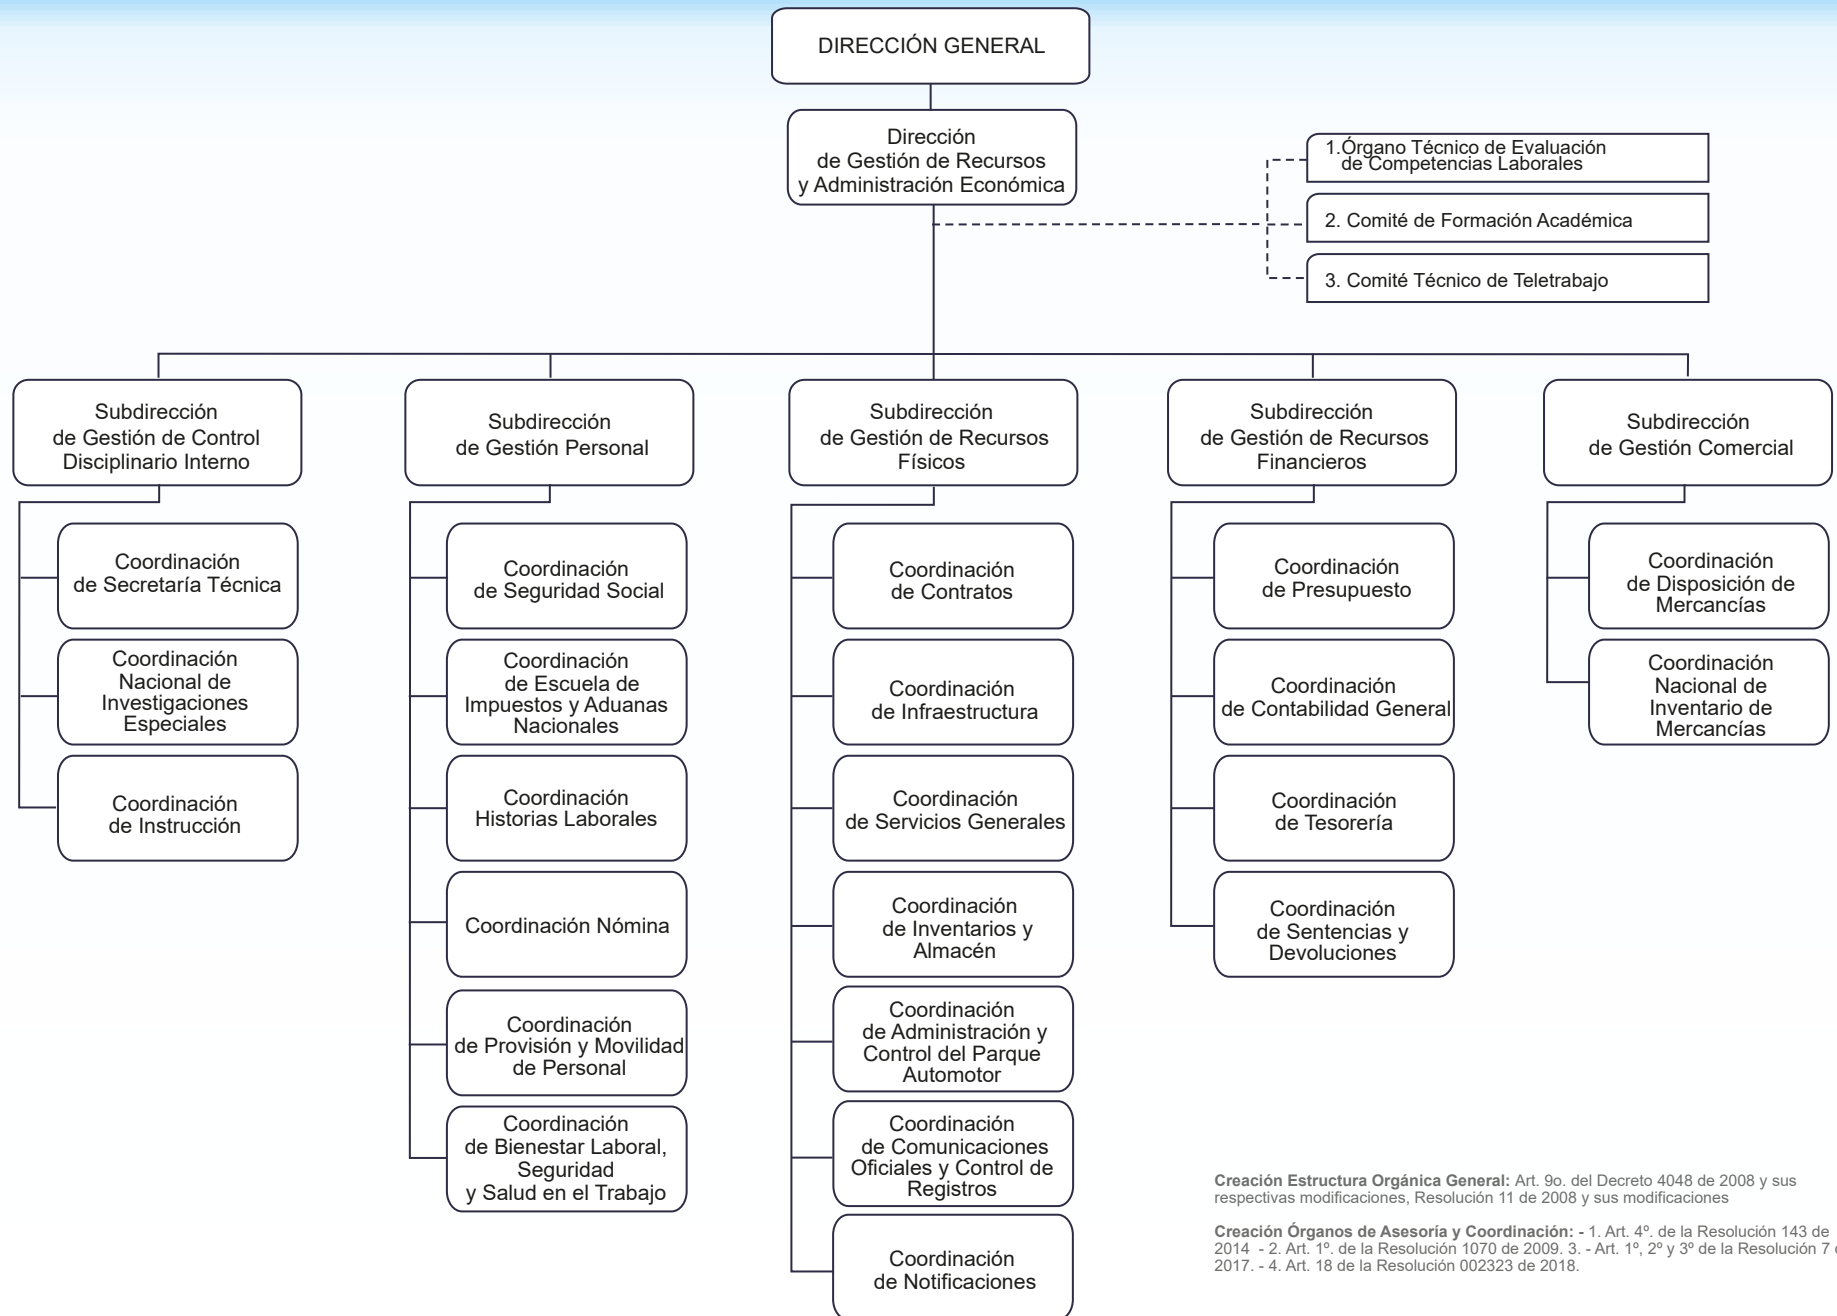 DIRECCIÓN GENERAL
Dirección
de Gestión de Recursos
y Administración Económica
1.Órgano Técnico de Evaluación
de Competencias Laborales
2. Comité de Formación Académica
3. Comité Técnico de Teletrabajo
Subdirección
de Gestión de Control
Disciplinario Interno
Coordinación
de Secretaría Técnica
Coordinación
Nacional de
Investigaciones
Especiales
Coordinación
de Instrucción
Subdirección
de Gestión Personal
Coordinación
de Seguridad Social
Coordinación
de Escuela de
Impuestos y Aduanas
Nacionales
Coordinación
Historias Laborales
Coordinación Nómina
Coordinación
de Provisión y Movilidad
de Personal
Coordinación
de Bienestar Laboral,
Seguridad
y Salud en el Trabajo
Subdirección
de Gestión de Recursos
Físicos
Coordinación
de Contratos
Coordinación
de Infraestructura
Coordinación
de Servicios Generales
Coordinación
de Inventarios y
Almacén
Coordinación
de Administración y
Control del Parque
Automotor
Coordinación
de Comunicaciones
Oficiales y Control de
Registros
Coordinación
de Notificaciones
Subdirección
de Gestión de Recursos
Financieros
Coordinación
de Presupuesto
Coordinación
de Contabilidad General
Coordinación
de Tesorería
Coordinación
de Sentencias y
Devoluciones
Subdirección
de Gestión Comercial
Coordinación
de Disposición de
Mercancías
Coordinación
Nacional de
Inventario de
Mercancías
Creación Estructura Orgánica General: Art. 9o. del Decreto 4048 de 2008 y sus
respectivas modificaciones, Resolución 11 de 2008 y sus modificaciones
Creación Órganos de Asesoría y Coordinación: - 1. Art. 4º. de la Resolución 143 de
2014 - 2. Art. 1º. de la Resolución 1070 de 2009. 3. - Art. 1º, 2º y 3º de la Resolución 7
2017. - 4. Art. 18 de la Resolución 002323 de 2018.